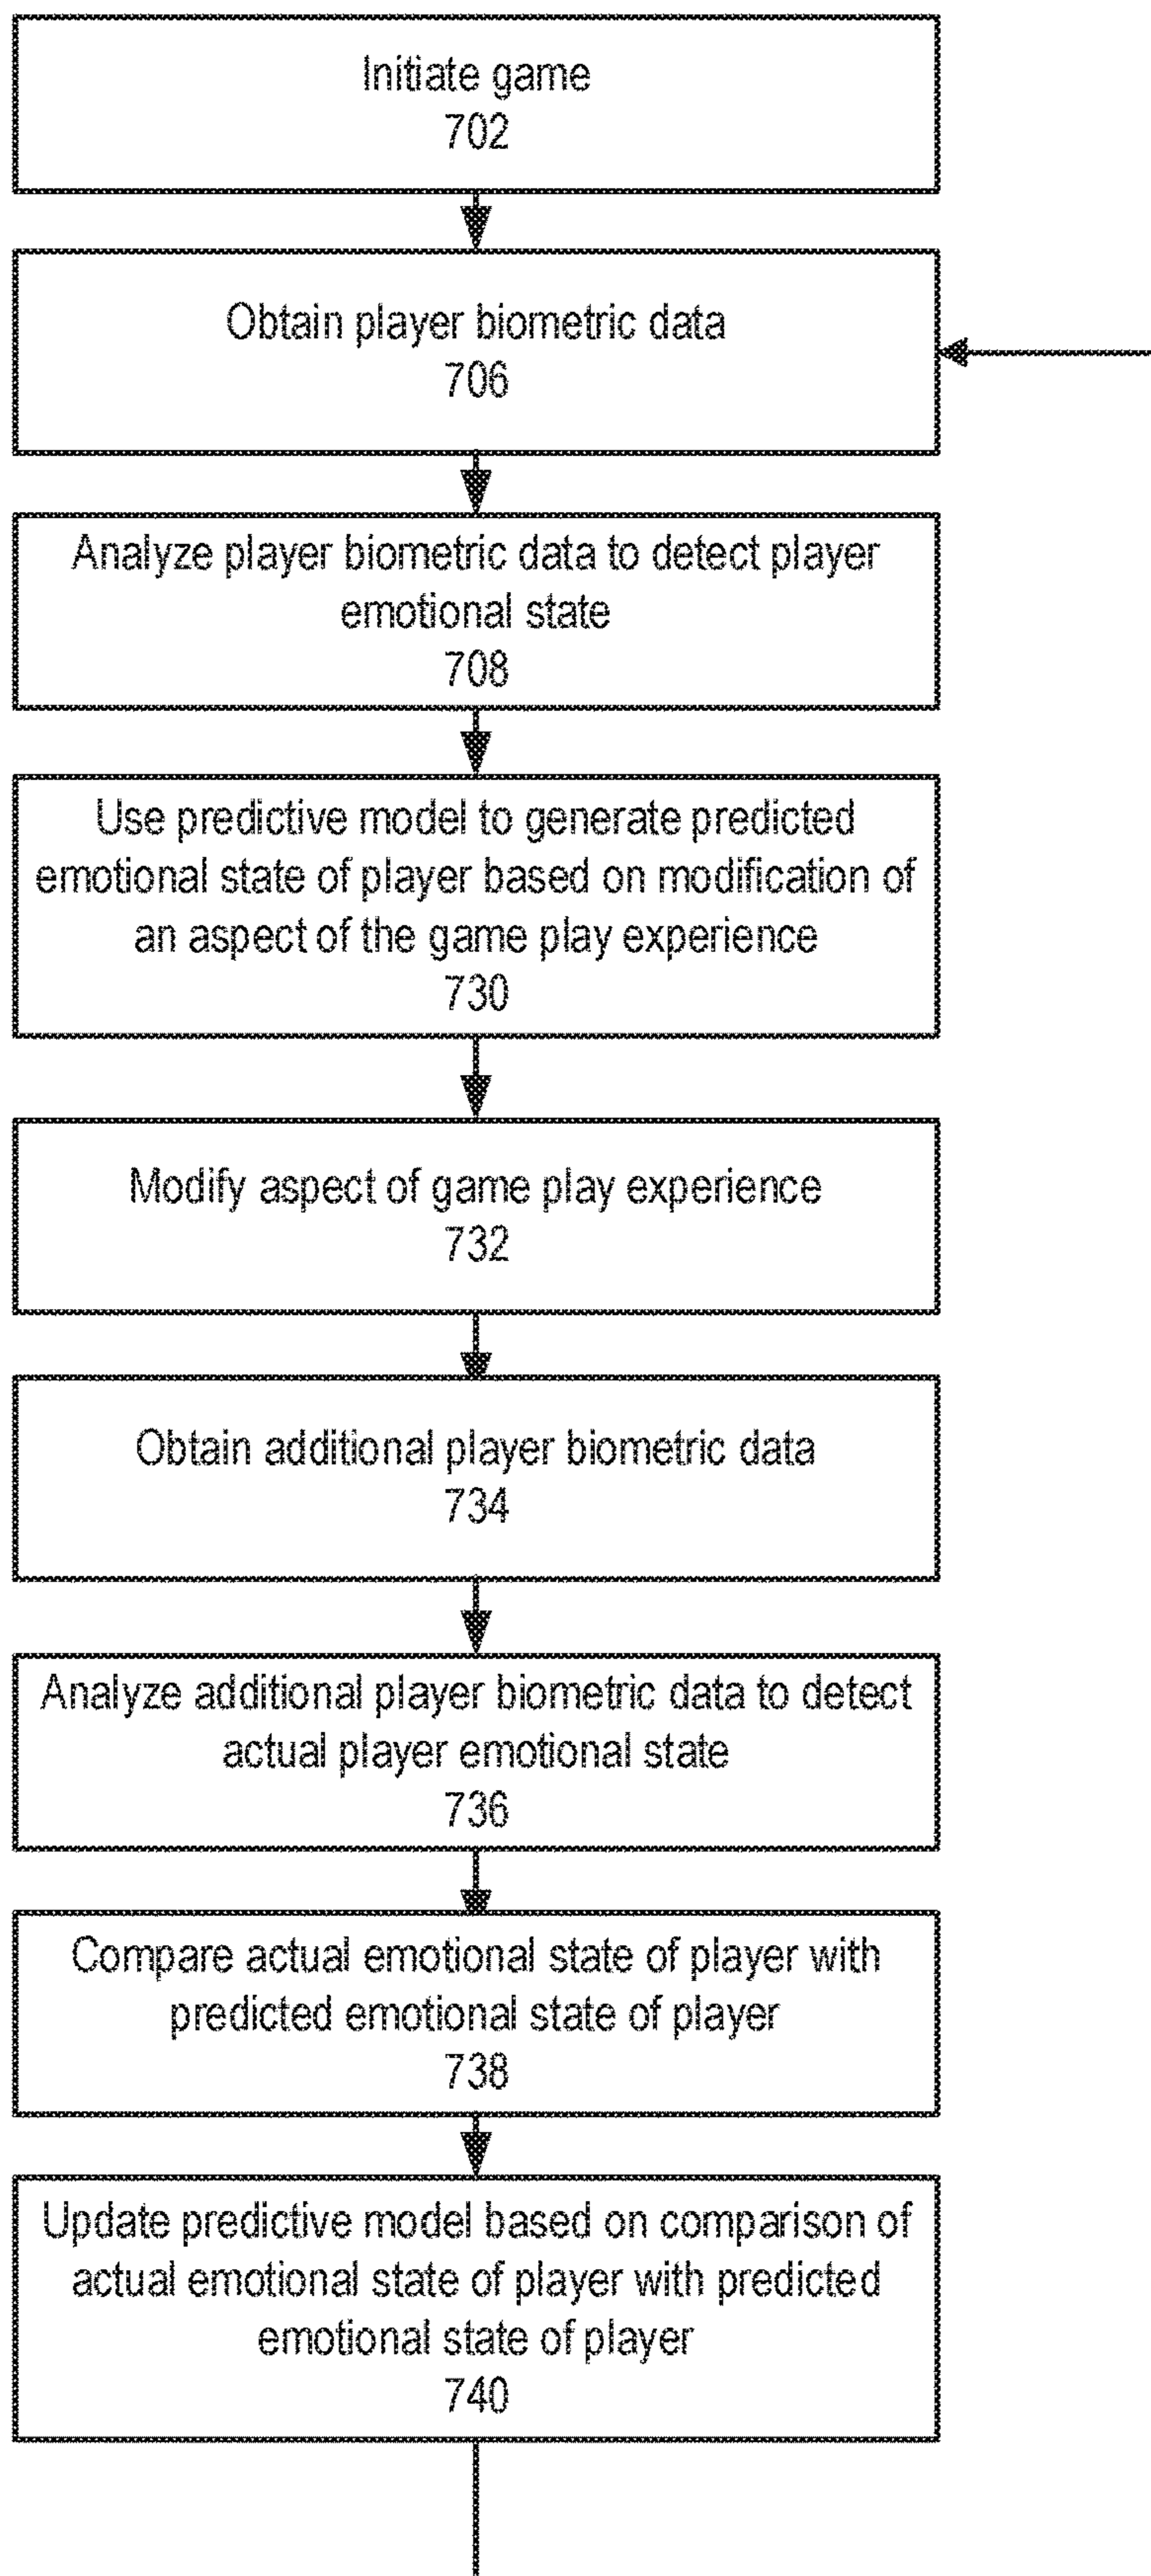 Initiate game
702
Obtain player biometric data
706
Analyze player biometric data to detect player
emotional state
708
Use predictive model to generate predicted
emotional state of player based on modification of
an aspect of the game play experience
730
Modify aspect of game play experience
732
Obtain additional player biometric data
734
Analyze additional player biometric data to detect
actual player emotional state
736
Compare actual emotional state of player with
predicted emotional state of player
738
Update predictive model based on comparison of
actual emotional state of player with predicted
emotional state of player
740